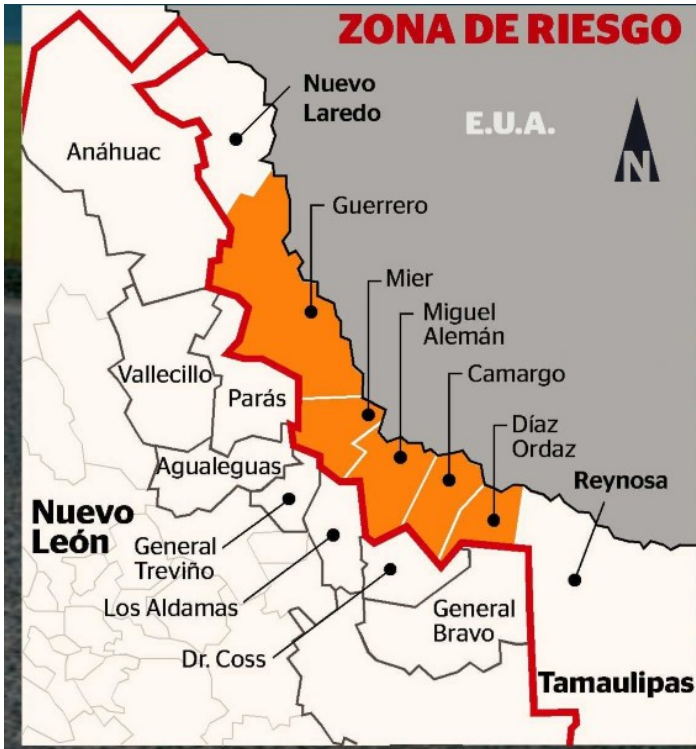 ZONA DE RIESGO
Nuevo
Laredo
E.U.A.
N
Anáhuac
Guerrero
Mier
Miguel
Alemán
Vallecillo
Camargo
Parás
Díaz
Ordaz
Agualeguas
Reynosa
Nuevo
León
General
Treviño
Los Aldamas
General
Bravo
Dr. Coss
Tamaulipas